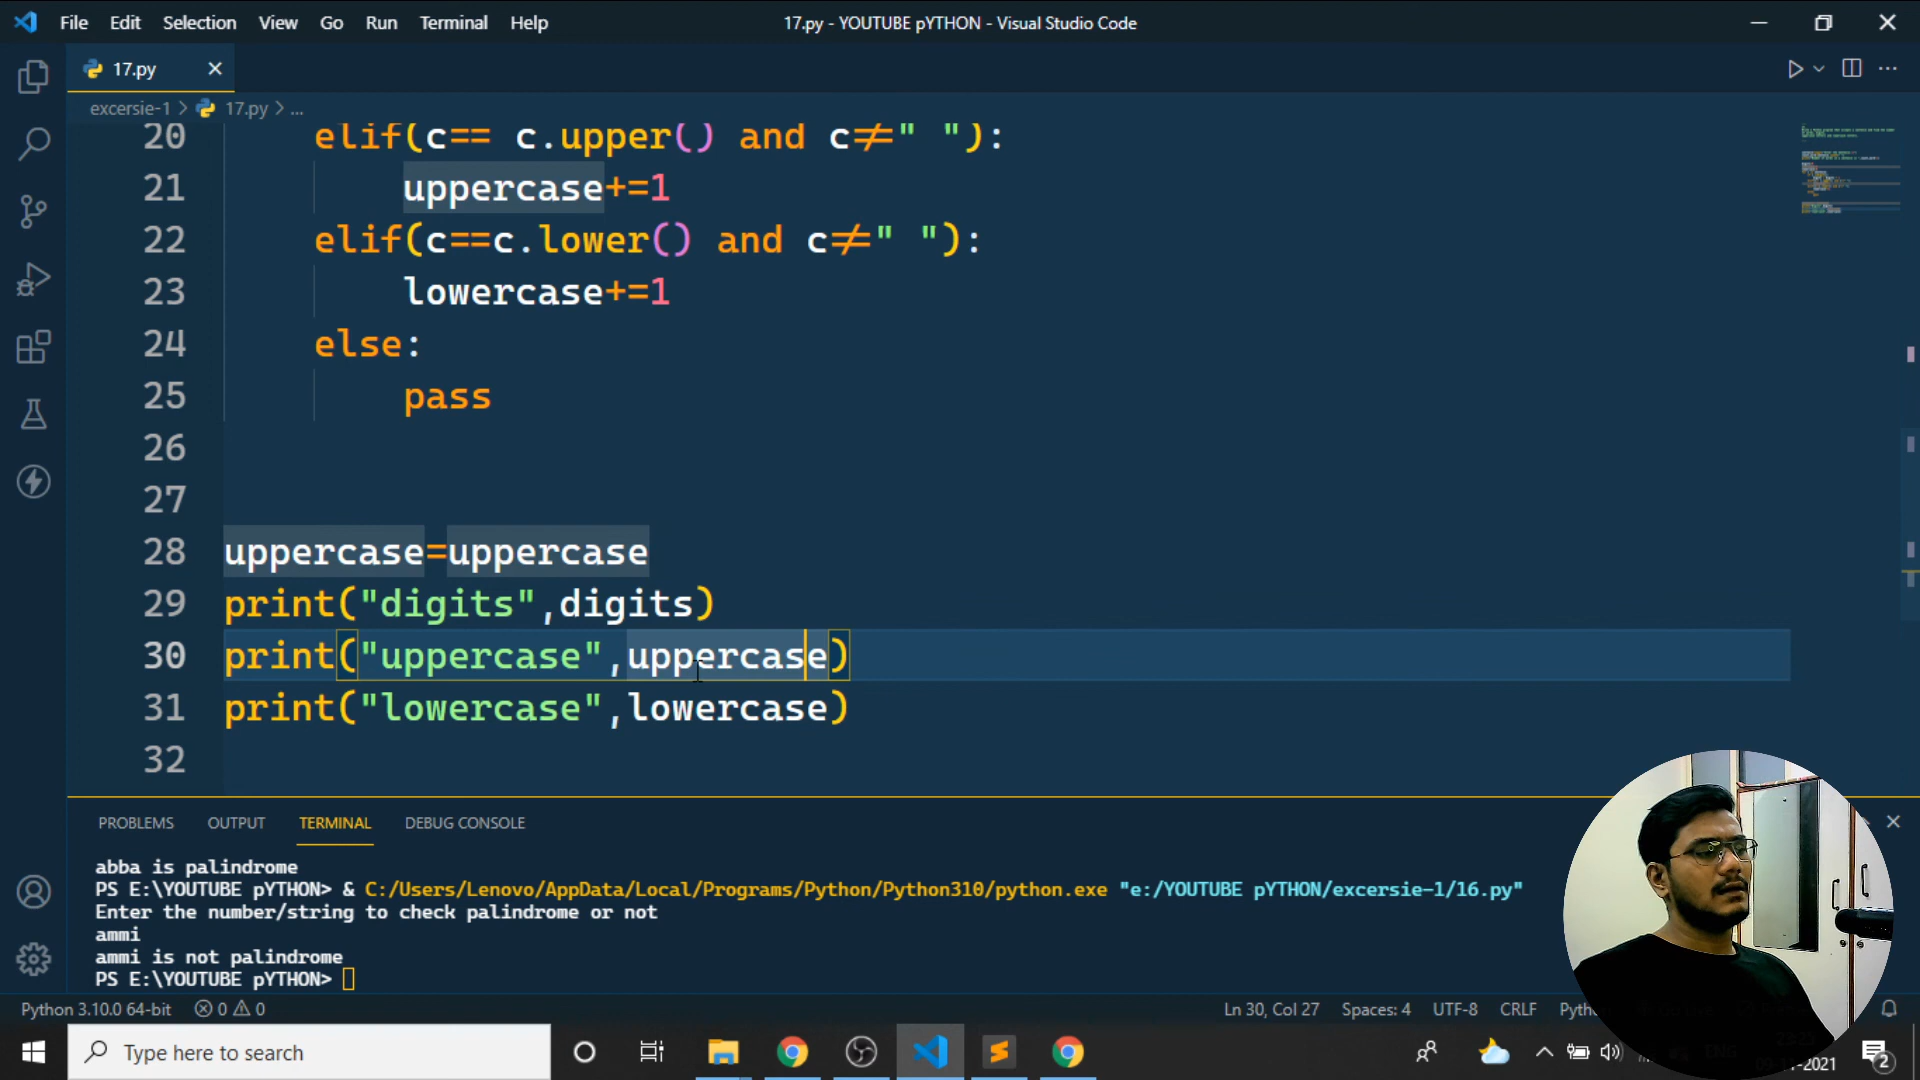 File Edit Selection View Go Run Terminal Help
17.py - YOUTUBE pYTHON - Visual Studio Code
17.py
excersie-1 > 17.py > ...
20 elif(c== c.upper() and c≠" "):
21 uppercase+=1
22 elif(c==c.lower() and c≠" "):
23 lowercase+=1
24 else:
25 pass
26
27
28 uppercase=uppercase
29 print("digits",digits)
30 print("uppercase",uppercase)
31 print("lowercase",lowercase)
32
PROBLEMS OUTPUT TERMINAL DEBUG CONSOLE
abba is palindrome
PS E:\YOUTUBE pYTHON> & C:/Users/Lenovo/AppData/Local/Programs/Python/Python310/python.exe "e:/YOUTUBE pYTHON/excersie-1/16.py"
Enter the number/string to check palindrome or not
ammi
ammi is not palindrome
PS E:\YOUTUBE pYTHON>
Python 3.10.0 64-bit 0 0
Ln 30, Col 27 Spaces: 4 UTF-8 CRLF
Type here to search
2